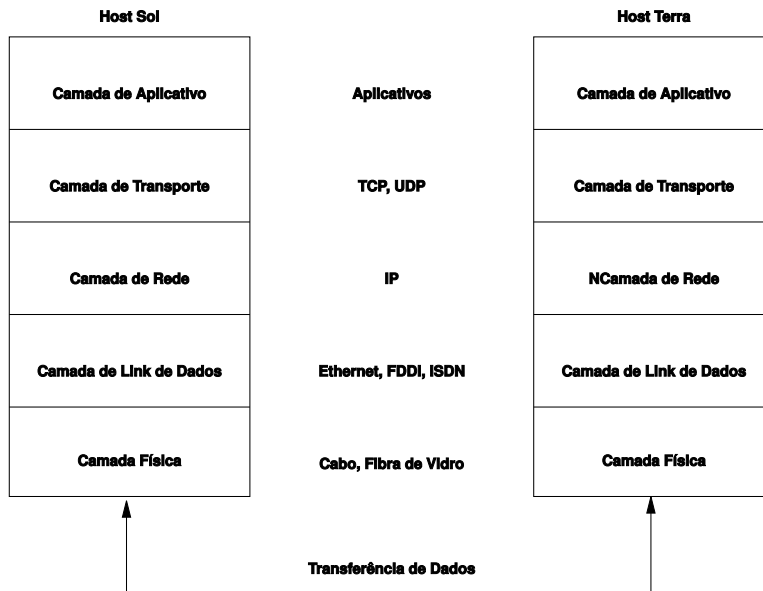 Host Sol
Host Terra
Camada de Aplicativo
Aplicativos
Camada de Aplicativo
Camada de Transporte
TCP, UDP
Camada de Transporte
Camada de Rede
IP
NCamada de Rede
Camada de Link de Dados
Ethernet, FDDI, ISDN
Camada de Link de Dados
Camada Física
Cabo, Fibra de Vidro
Camada Física
Transferência de Dados